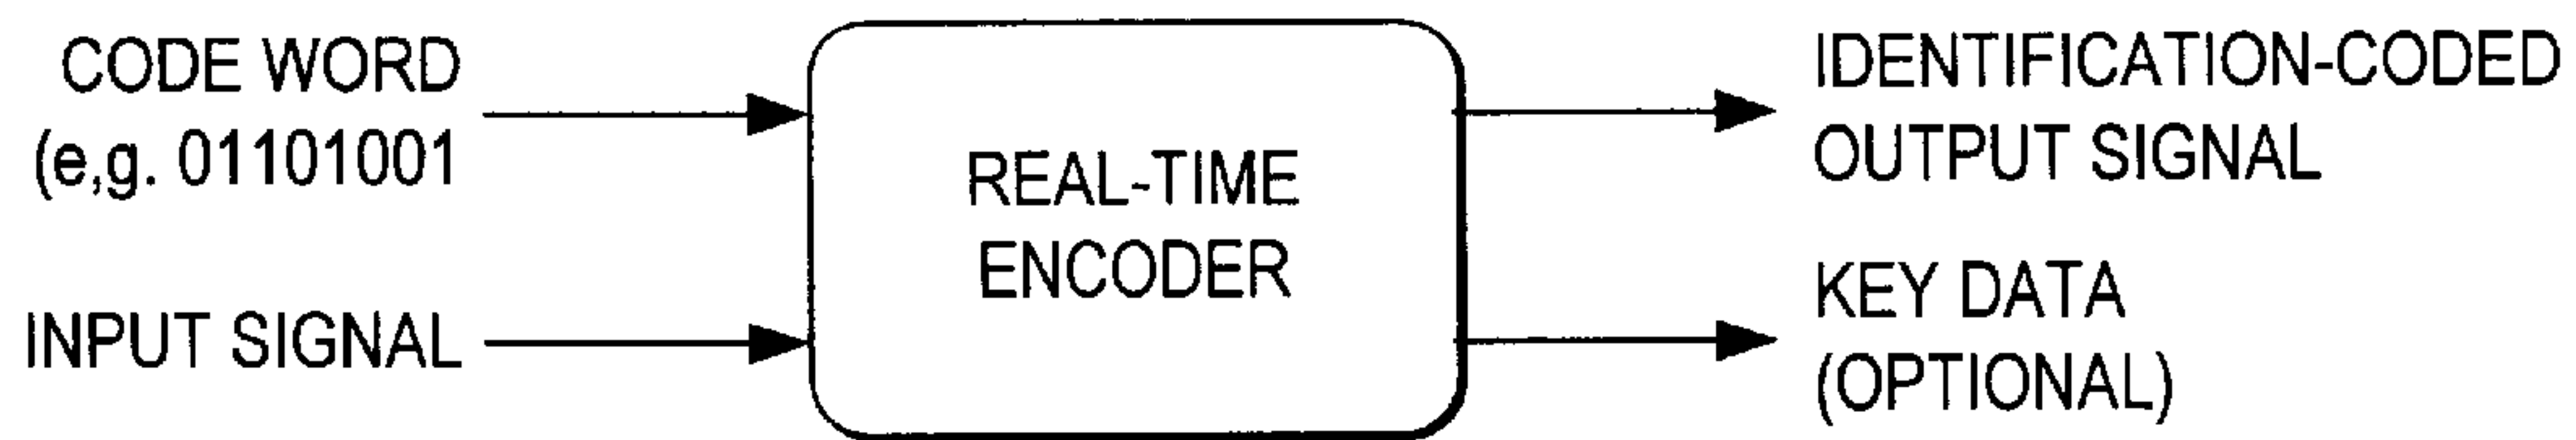 CODE WORD
(e,g. 01101001
INPUT SIGNAL
REAL-TIME
ENCODER
IDENTIFICATION-CODED
OUTPUT SIGNAL
KEY DATA
(OPTIONAL)